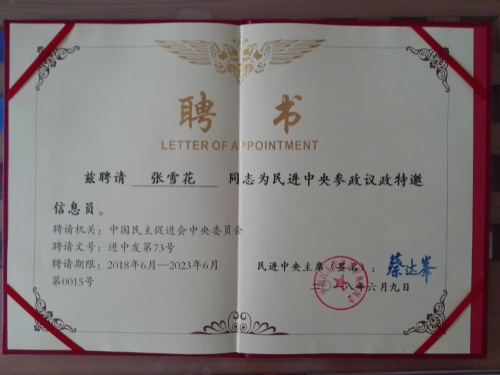 聘书
LETTER OF APPOINTMENT
兹聘请 张雪花 同志为民进中央参政议政特邀
信息员。
聘请机关：中国民主促进会中央委员会
聘请文号：进中发第73号
聘请期限：2018年6月—2023年6月
第0015号
民进中央主席（签名）：蔡达峰
二 八年六月九日